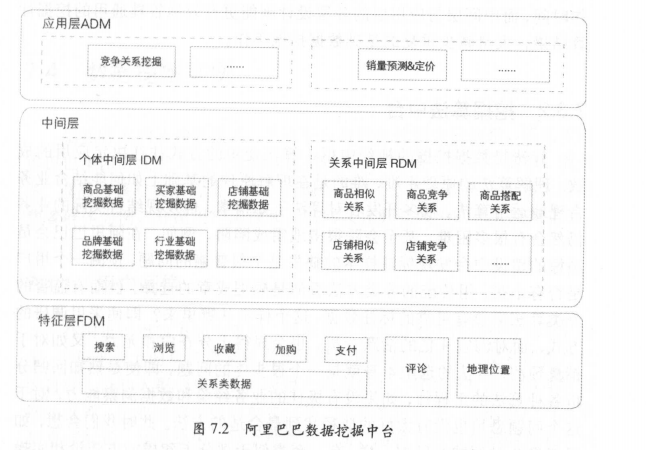 应用层ADM
竞争关系挖掘
......
销量预测&定价
......
中间层
个体中间层 IDM
商品基础
挖掘数据
买家基础
挖掘数据
店铺基础
挖掘数据
品牌基础
挖掘数据
行业基础
挖掘数据
......
关系中间层 RDM
商品相似
关系
商品竞争
关系
商品搭配
关系
店铺相似
关系
店铺竞争
关系
......
特征层FDM
搜索
浏览
收藏
加购
支付
关系类数据
评论
地理位置
图 7.2 阿里巴巴数据挖掘中台